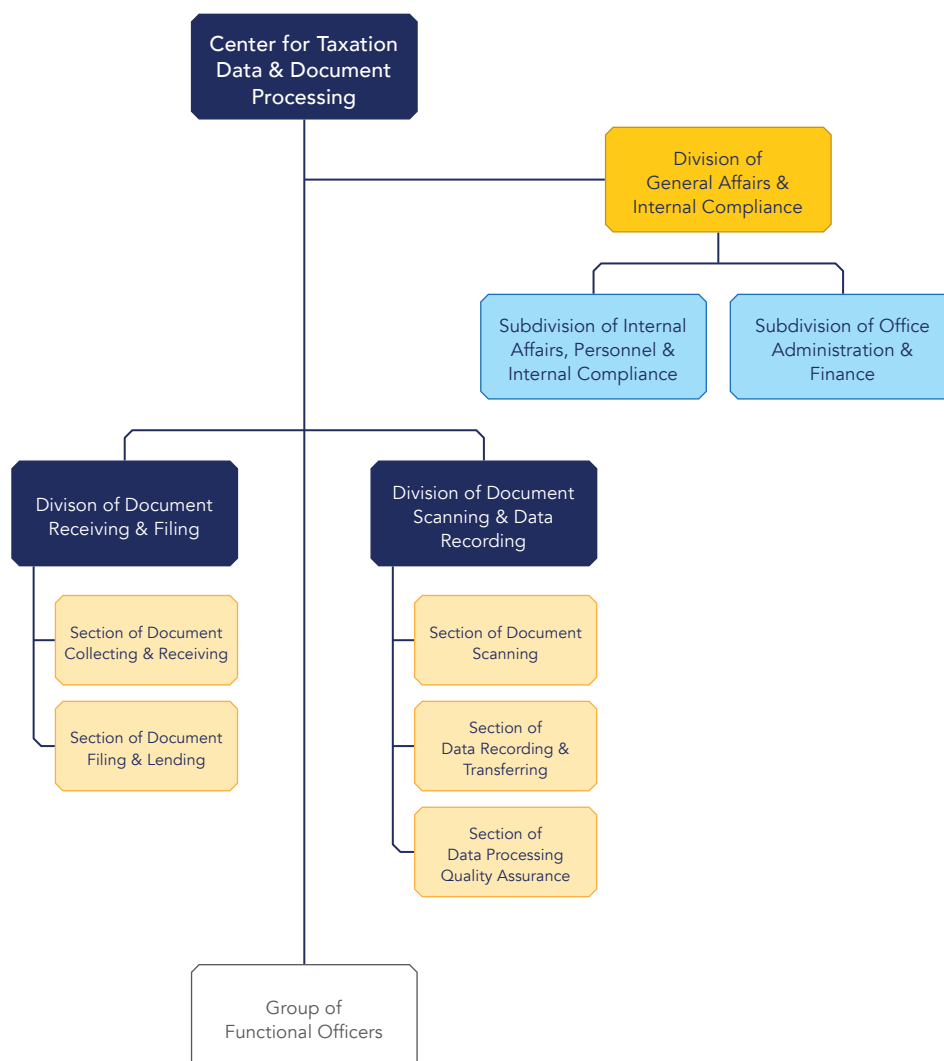 Center for Taxation
Data & Document
Processing
Division of
General Affairs &
Internal Compliance
Subdivision of Internal
Affairs, Personnel &
Internal Compliance
Subdivision of Office
Administration &
Finance
Divison of Document
Receiving & Filing
Division of Document
Scanning & Data
Recording
Section of Document
Collecting & Receiving
Section of Document
Filing & Lending
Section of Document
Scanning
Section of
Data Recording &
Transferring
Section of
Data Processing
Quality Assurance
Group of
Functional Officers